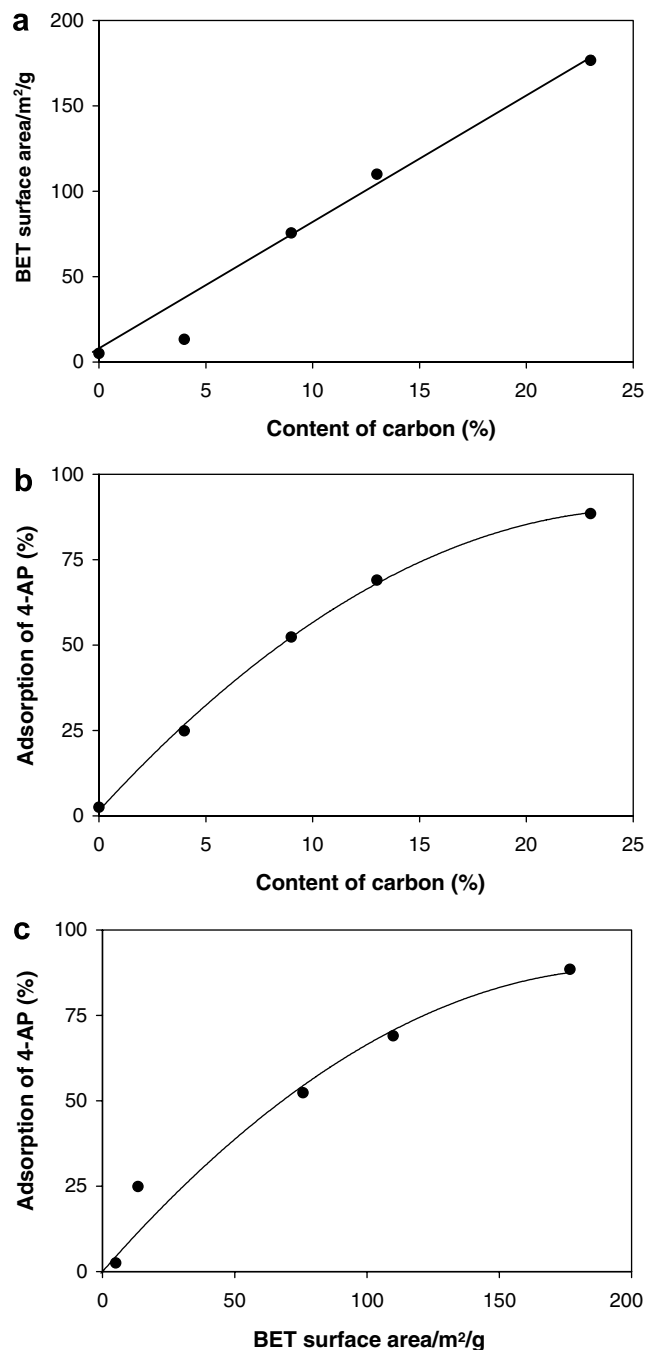 a
200
150
100
50
0
BET surface area/m²/g
0 5 10 15 20 25
Content of carbon (%)
b
100
75
50
25
0
Adsorption of 4-AP (%)
0 5 10 15 20 25
Content of carbon (%)
c
100
75
50
25
0
Adsorption of 4-AP (%)
0 50 100 150 200
BET surface area/m²/g